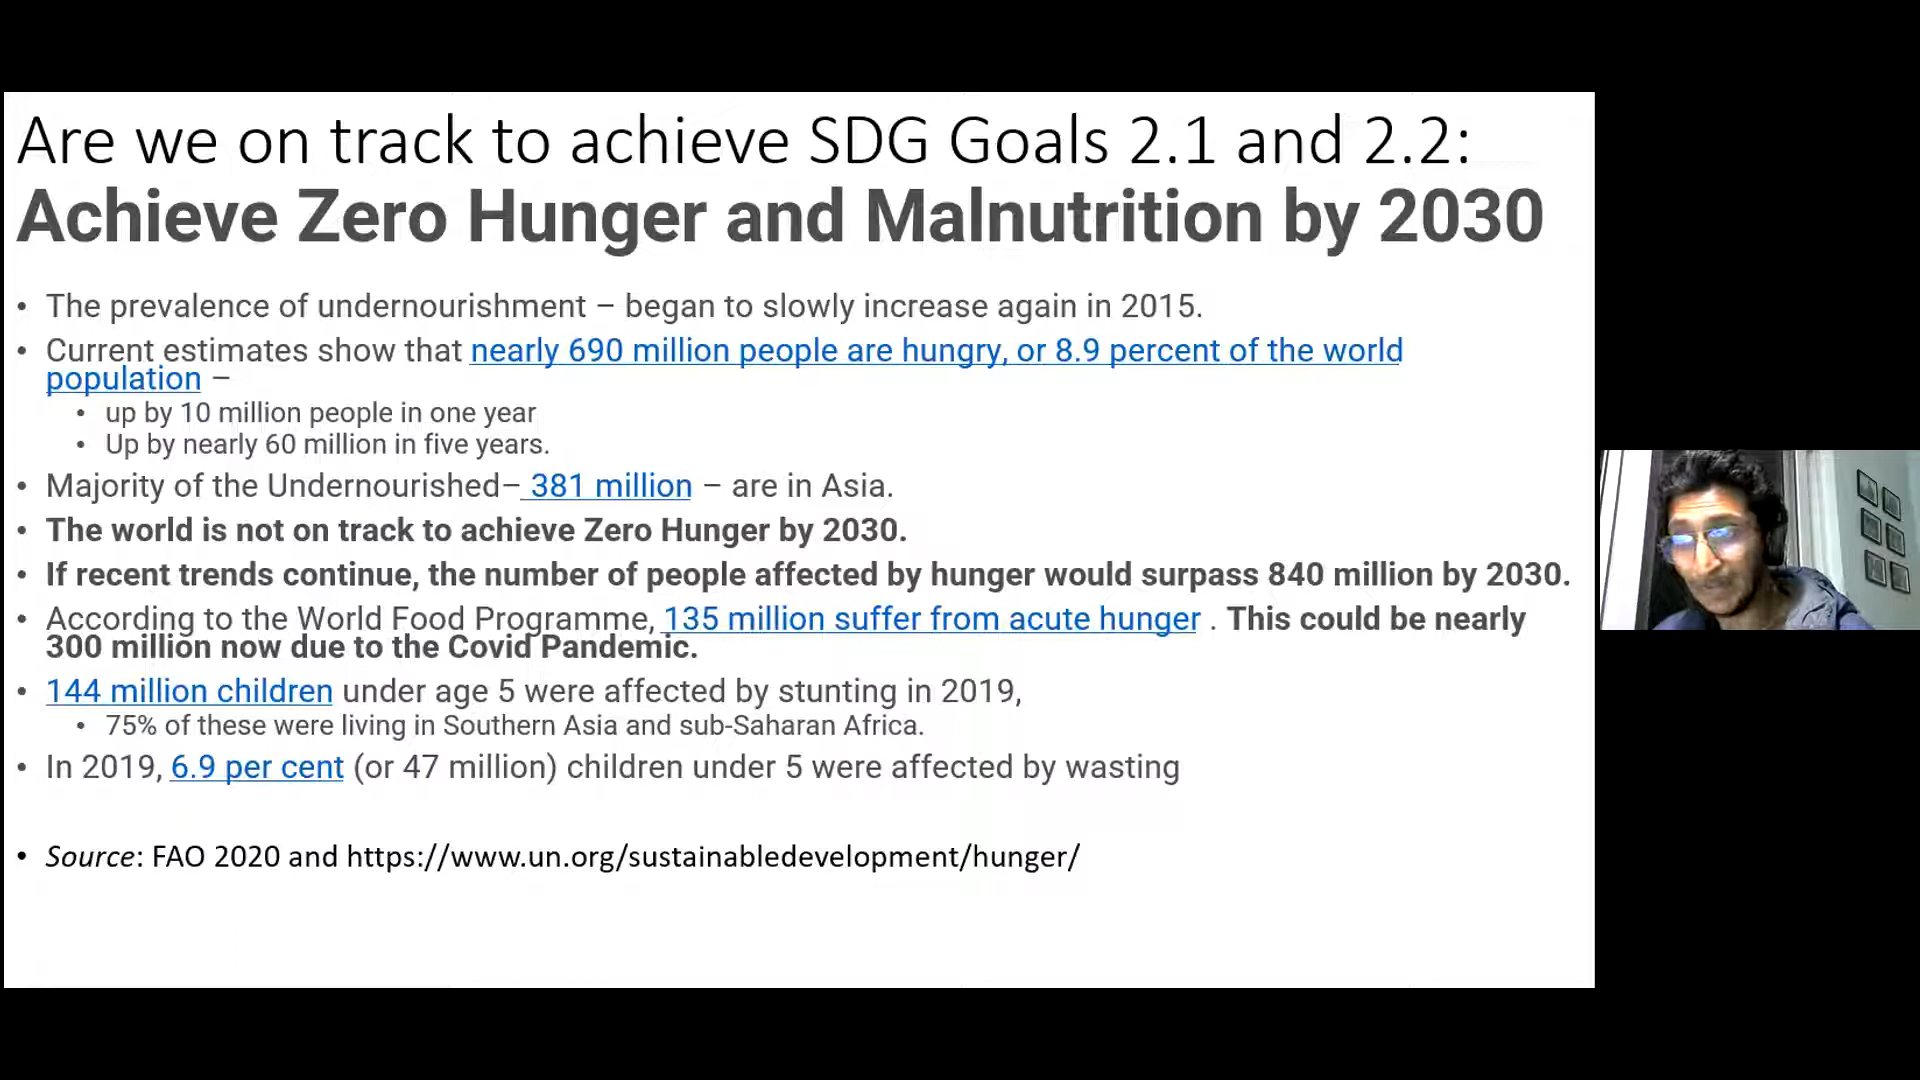 Are we on track to achieve SDG Goals 2.1 and 2.2:
Achieve Zero Hunger and Malnutrition by 2030
• The prevalence of undernourishment – began to slowly increase again in 2015.
• Current estimates show that nearly 690 million people are hungry, or 8.9 percent of the world
population –
• up by 10 million people in one year
• Up by nearly 60 million in five years.
• Majority of the Undernourished– 381 million – are in Asia.
• The world is not on track to achieve Zero Hunger by 2030.
• If recent trends continue, the number of people affected by hunger would surpass 840 million by 2030.
• According to the World Food Programme, 135 million suffer from acute hunger . This could be nearly
300 million now due to the Covid Pandemic.
• 144 million children under age 5 were affected by stunting in 2019,
• 75% of these were living in Southern Asia and sub-Saharan Africa.
• In 2019, 6.9 per cent (or 47 million) children under 5 were affected by wasting
• Source: FAO 2020 and https://www.un.org/sustainabledevelopment/hunger/